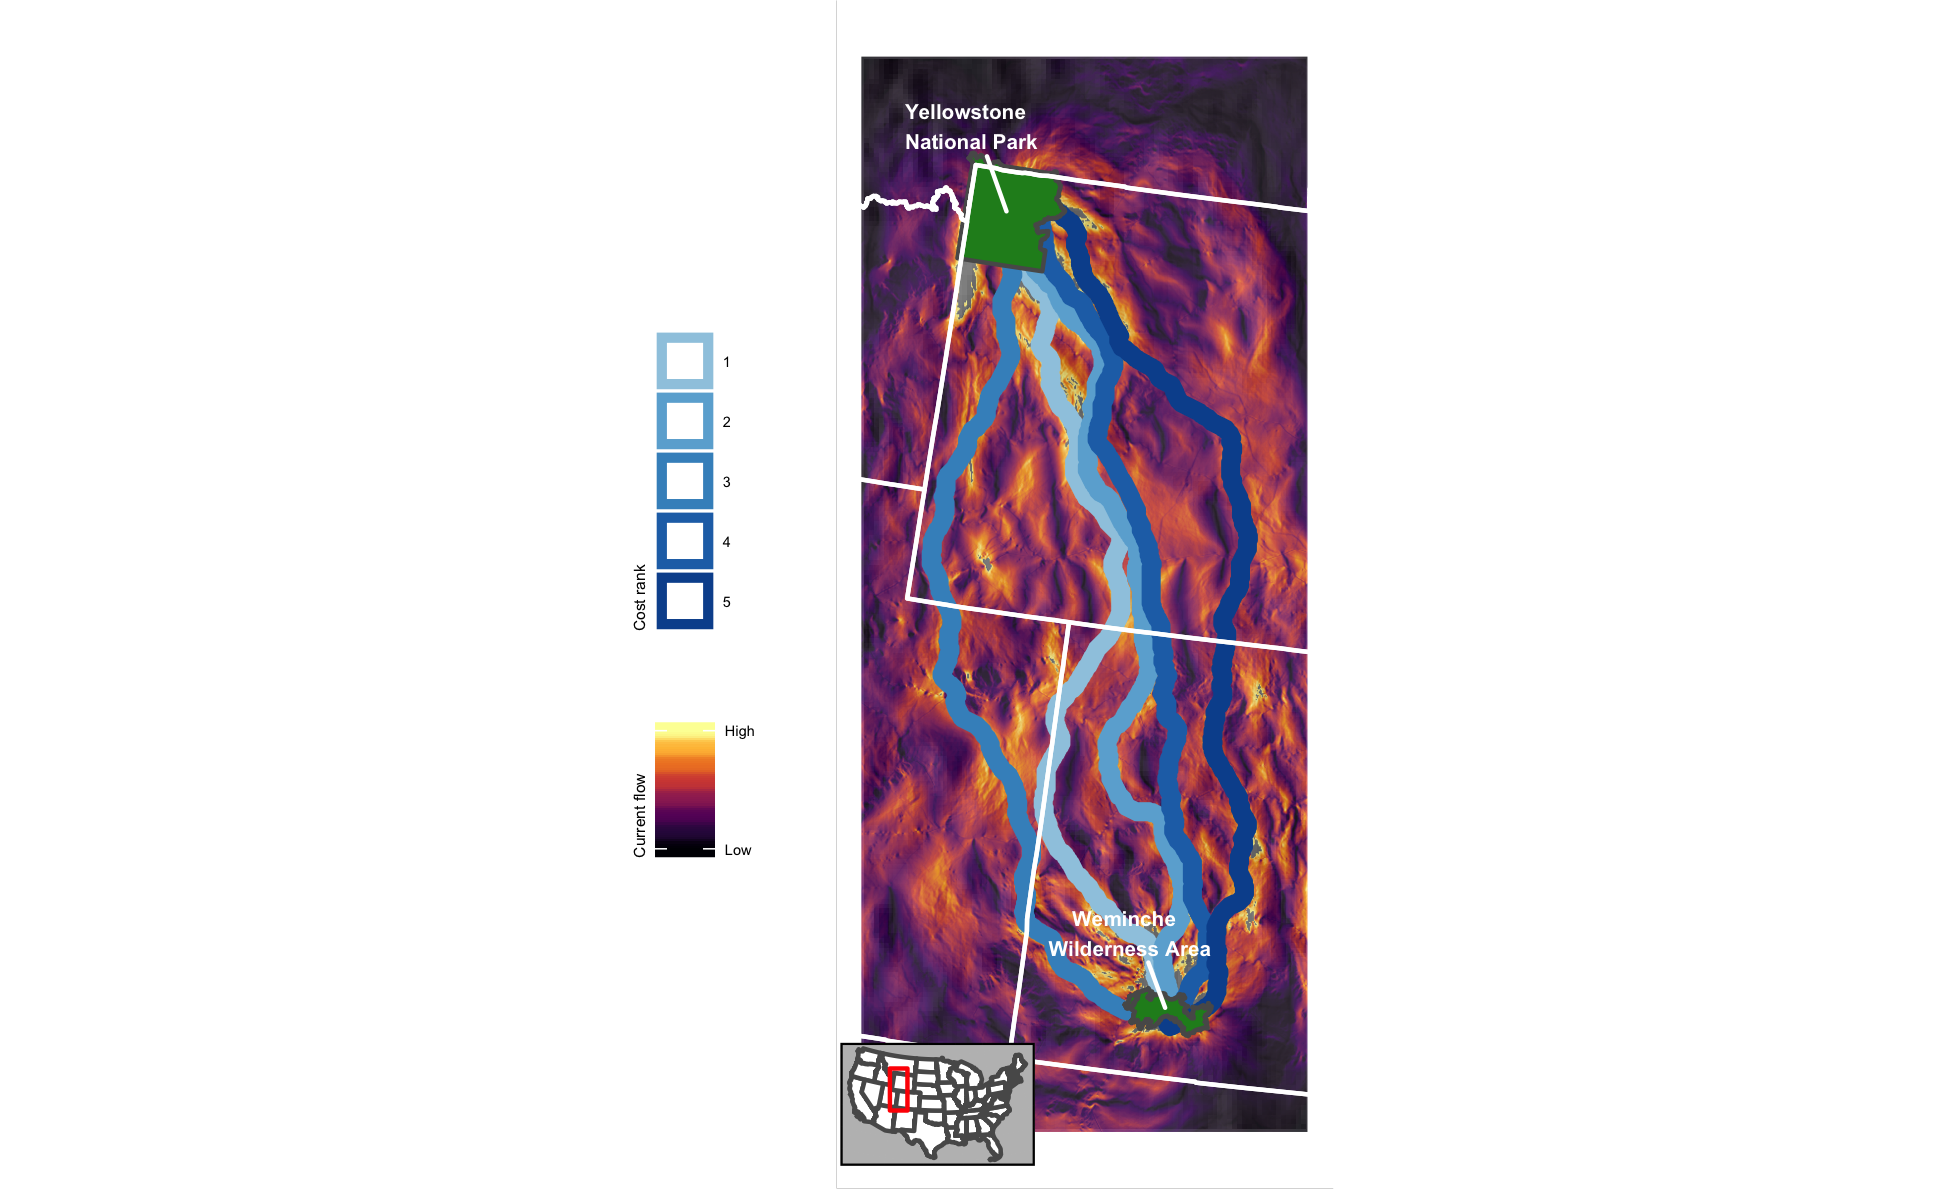 Yellowstone
National Park
1
2
3
4
5
Cost rank
High
Low
Current flow
Weminche
Wilderness Area